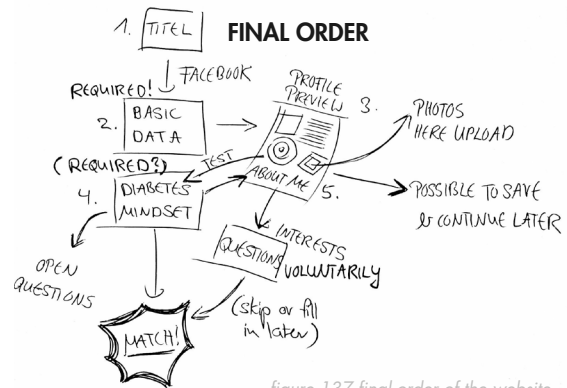 FINAL ORDER
1. TITEL
FACEBOOK
REQUIRED!
2. BASIC
DATA
PROFILE
PREVIEW 3.
PHOTOS
HERE UPLOAD
TEST
(REQUIRED?)
4. DIABETES
MINDSET
ABOUT ME 5.
POSSIBLE TO SAVE
& CONTINUE LATER
OPEN
QUESTIONS
INTERESTS
QUESTIONS
VOLUNTARILY
(skip or fill
in later)
MATCH!
figure 137 final order of the website